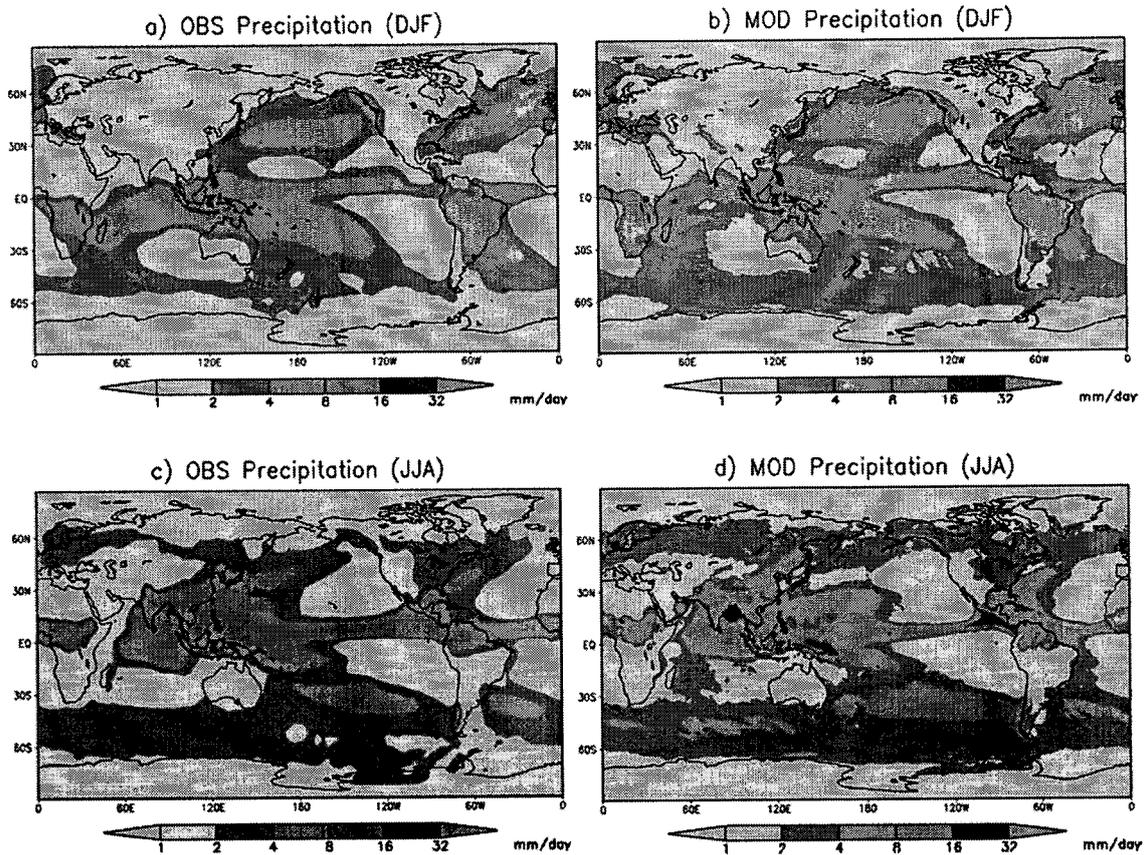 a) OBS Precipitation (DJF)
60N
30N
EQ
30S
60S
0 60E 120E 180 120W 60W 0
1 2 4 8 16 32 mm/day
b) MOD Precipitation (DJF)
60N
30N
EQ
30S
60S
0 60E 120E 180 120W 60W 0
1 2 4 8 16 32 mm/day
c) OBS Precipitation (JJA)
60N
30N
EQ
30S
60S
0 60E 120E 180 120W 60W 0
1 2 4 8 16 32 mm/day
d) MOD Precipitation (JJA)
60N
30N
EQ
30S
60S
0 60E 120E 180 120W 60W 0
1 2 4 8 16 32 mm/day